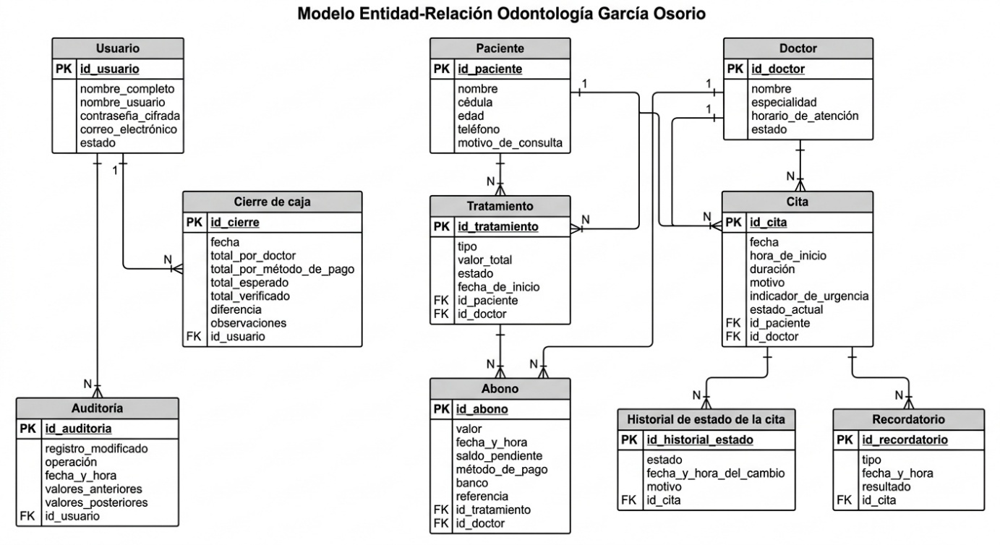 Modelo Entidad-Relación Odontología García Osorio
Usuario
PK id_usuario
nombre_completo
nombre_usuario
contraseña_cifrada
correo_electrónico
estado
1
N
Cierre de caja
PK id_cierre
fecha
total_por_doctor
total_por_método_de_pago
total_esperado
total_verificado
diferencia
observaciones
FK id_usuario
N
Auditoría
PK id_auditoria
registro_modificado
operación
fecha_y_hora
valores_anteriores
valores_posteriores
FK id_usuario
Paciente
PK id_paciente
nombre
cédula
edad
teléfono
motivo_de_consulta
1
N
Tratamiento
PK id_tratamiento
tipo
valor_total
estado
fecha_de_inicio
FK id_paciente
FK id_doctor
N
N
N
Abono
PK id_abono
valor
fecha_y_hora
saldo_pendiente
método_de_pago
banco
referencia
FK id_tratamiento
FK id_doctor
Doctor
PK id_doctor
nombre
especialidad
horario_de_atención
estado
1
1
N
N
Cita
PK id_cita
fecha
hora_de_inicio
duración
motivo
indicador_de_urgencia
estado_actual
FK id_paciente
FK id_doctor
N
Historial de estado de la cita
PK id_historial_estado
estado
fecha_y_hora_del_cambio
motivo
FK id_cita
N
Recordatorio
PK id_recordatorio
tipo
fecha_y_hora
resultado
FK id_cita